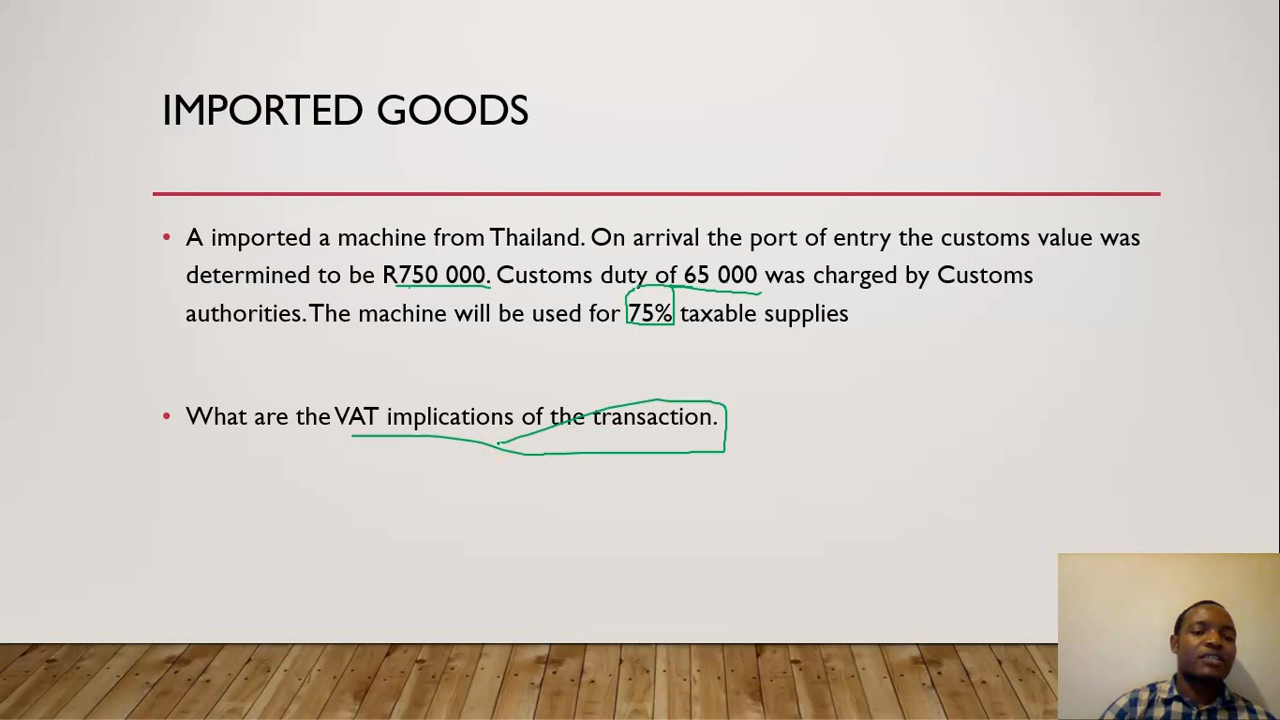 IMPORTED GOODS
• A imported a machine from Thailand. On arrival the port of entry the customs value was
determined to be R750 000. Customs duty of 65 000 was charged by Customs
authorities. The machine will be used for 75% taxable supplies
• What are the VAT implications of the transaction.